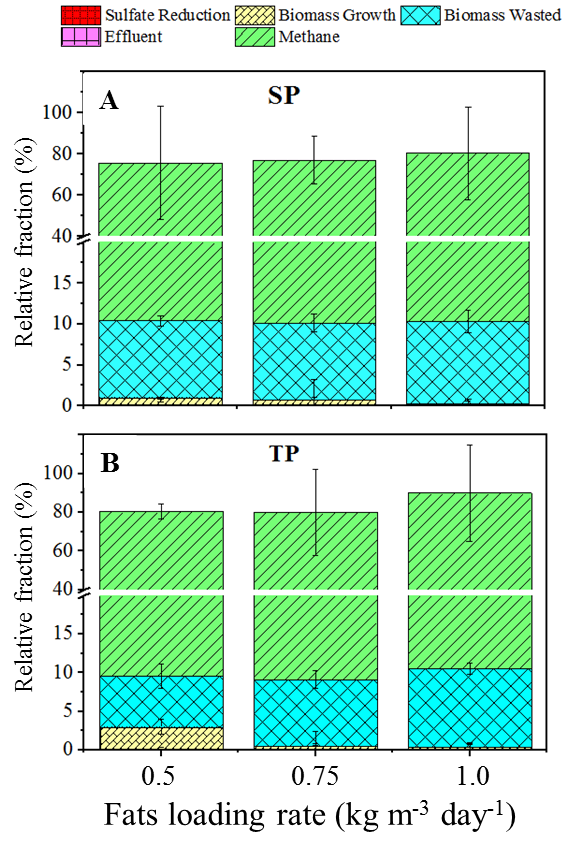 Sulfate Reduction Biomass Growth Biomass Wasted
Effluent Methane
A SP
100
80
60
40
15
10
5
0
Relative fraction (%)
B TP
100
80
60
40
15
10
5
0
Relative fraction (%)
0.5 0.75 1.0
Fats loading rate (kg m⁻³ day⁻¹)